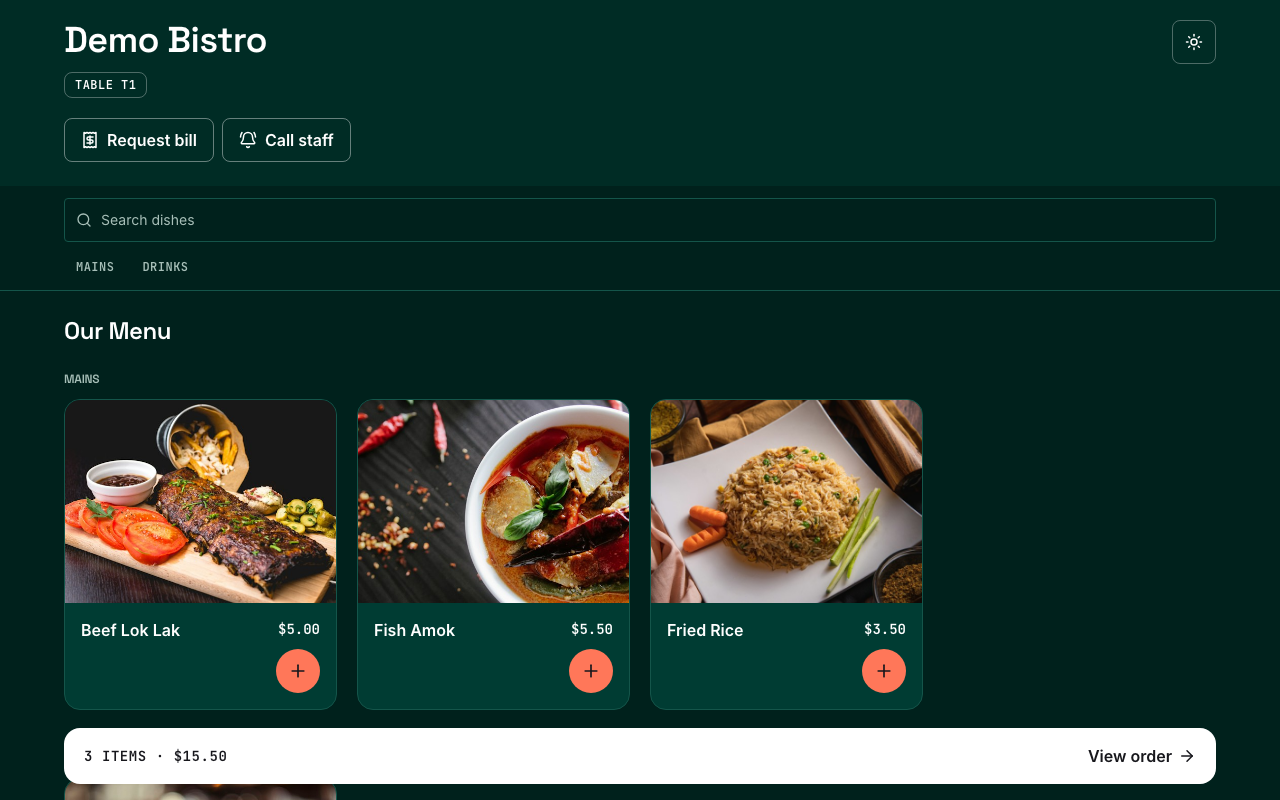 Demo Bistro
TABLE T1
Request bill
Call staff
Search dishes
MAINS
DRINKS
Our Menu
MAINS
Beef Lok Lak
$5.00
Fish Amok
$5.50
Fried Rice
$3.50
3 ITEMS · $15.50
View order